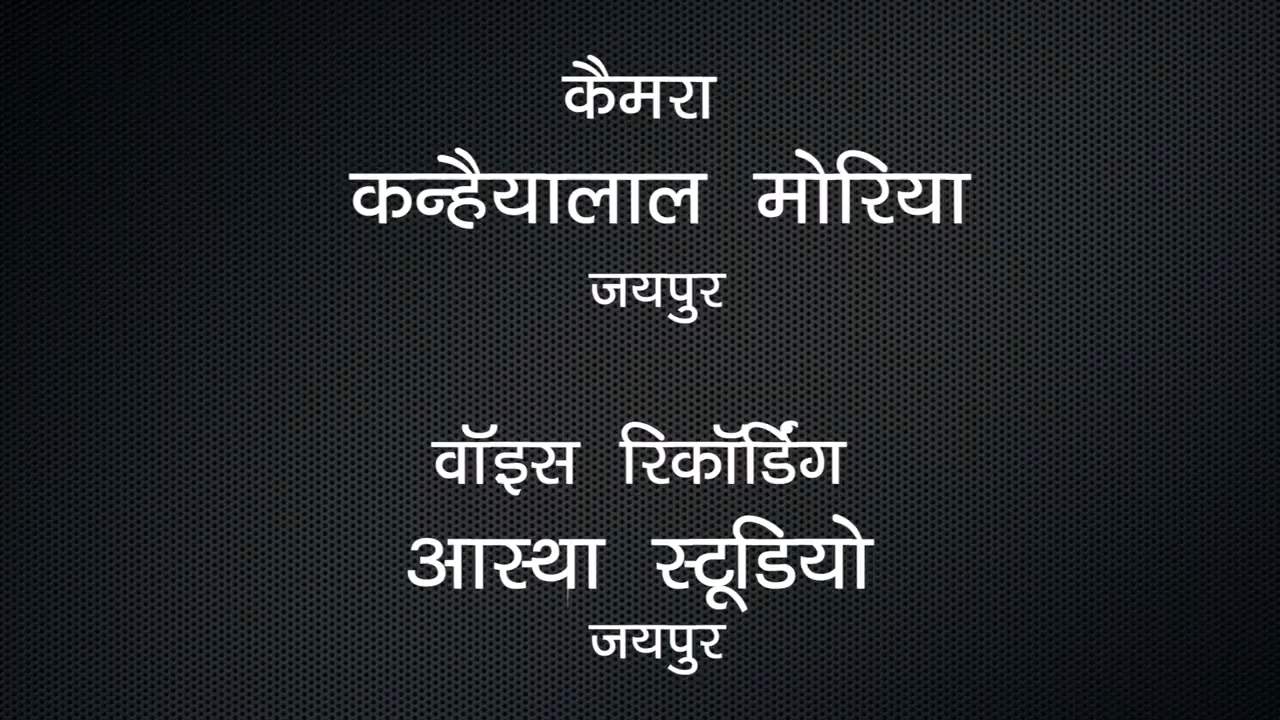 कैमरा
कन्हैयालाल मोरिया
जयपुर
वॉइस रिकॉर्डिंग
आस्था स्टूडियो
जयपुर